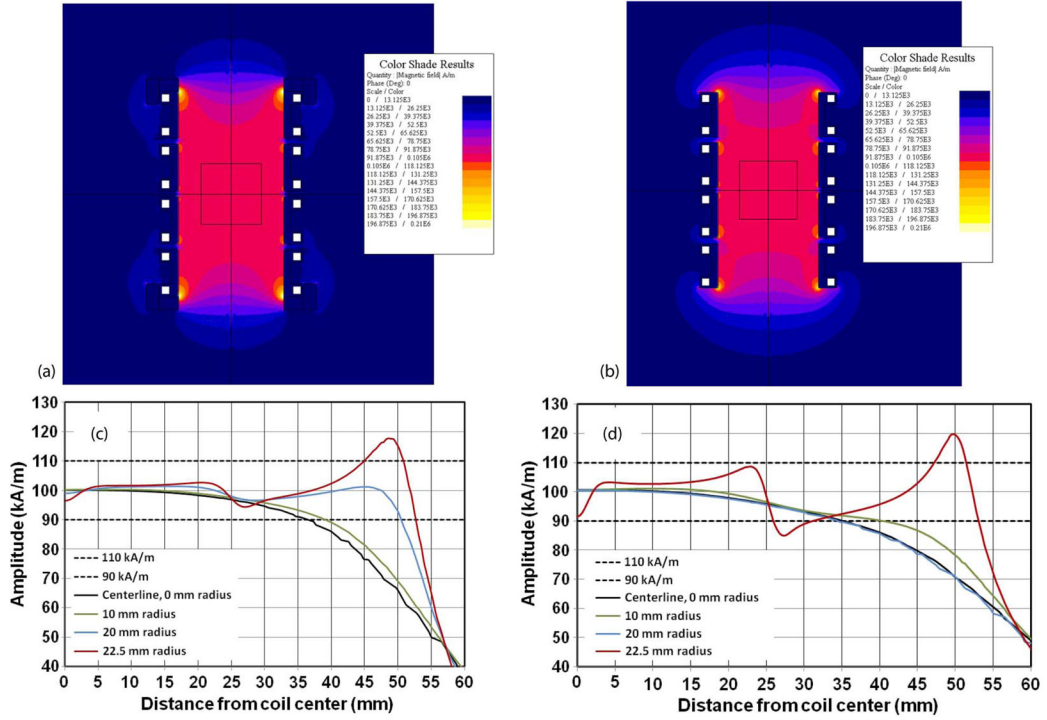 Color Shade Results
Quantity : |Magnetic field| A/m
Phase (Deg): 0
Scale / Color
0 / 13.125E3
13.125E3 / 26.25E3
26.25E3 / 39.375E3
39.375E3 / 52.5E3
52.5E3 / 65.625E3
65.625E3 / 78.75E3
78.75E3 / 91.875E3
91.875E3 / 0.105E6
0.105E6 / 118.125E3
118.125E3 / 131.25E3
131.25E3 / 144.375E3
144.375E3 / 157.5E3
157.5E3 / 170.625E3
170.625E3 / 183.75E3
183.75E3 / 196.875E3
196.875E3 / 0.21E6
(a)
Color Shade Results
Quantity : |Magnetic field| A/m
Phase (Deg): 0
Scale / Color
0 / 13.125E3
13.125E3 / 26.25E3
26.25E3 / 39.375E3
39.375E3 / 52.5E3
52.5E3 / 65.625E3
65.625E3 / 78.75E3
78.75E3 / 91.875E3
91.875E3 / 0.105E6
0.105E6 / 118.125E3
118.125E3 / 131.25E3
131.25E3 / 144.375E3
144.375E3 / 157.5E3
157.5E3 / 170.625E3
170.625E3 / 183.75E3
183.75E3 / 196.875E3
196.875E3 / 0.21E6
(b)
(c)
Amplitude (kA/m)
130
120
110
100
90
80
70
60
50
40
110 kA/m
90 kA/m
Centerline, 0 mm radius
10 mm radius
20 mm radius
22.5 mm radius
0 5 10 15 20 25 30 35 40 45 50 55 60
Distance from coil center (mm)
(d)
Amplitude (kA/m)
130
120
110
100
90
80
70
60
50
40
110 kA/m
90 kA/m
Centerline, 0 mm radius
10 mm radius
20 mm radius
22.5 mm radius
0 5 10 15 20 25 30 35 40 45 50 55 60
Distance from coil center (mm)